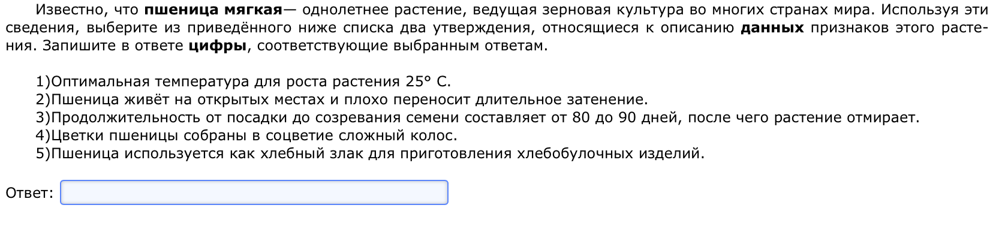 Известно, что пшеница мягкая— однолетнее растение, ведущая зерновая культура во многих странах мира. Используя эти
сведения, выберите из приведённого ниже списка два утверждения, относящиеся к описанию данных признаков этого расте-
ния. Запишите в ответе цифры, соответствующие выбранным ответам.
1)Оптимальная температура для роста растения 25° С.
2)Пшеница живёт на открытых местах и плохо переносит длительное затенение.
3)Продолжительность от посадки до созревания семени составляет от 80 до 90 дней, после чего растение отмирает.
4)Цветки пшеницы собраны в соцветие сложный колос.
5)Пшеница используется как хлебный злак для приготовления хлебобулочных изделий.
Ответ: